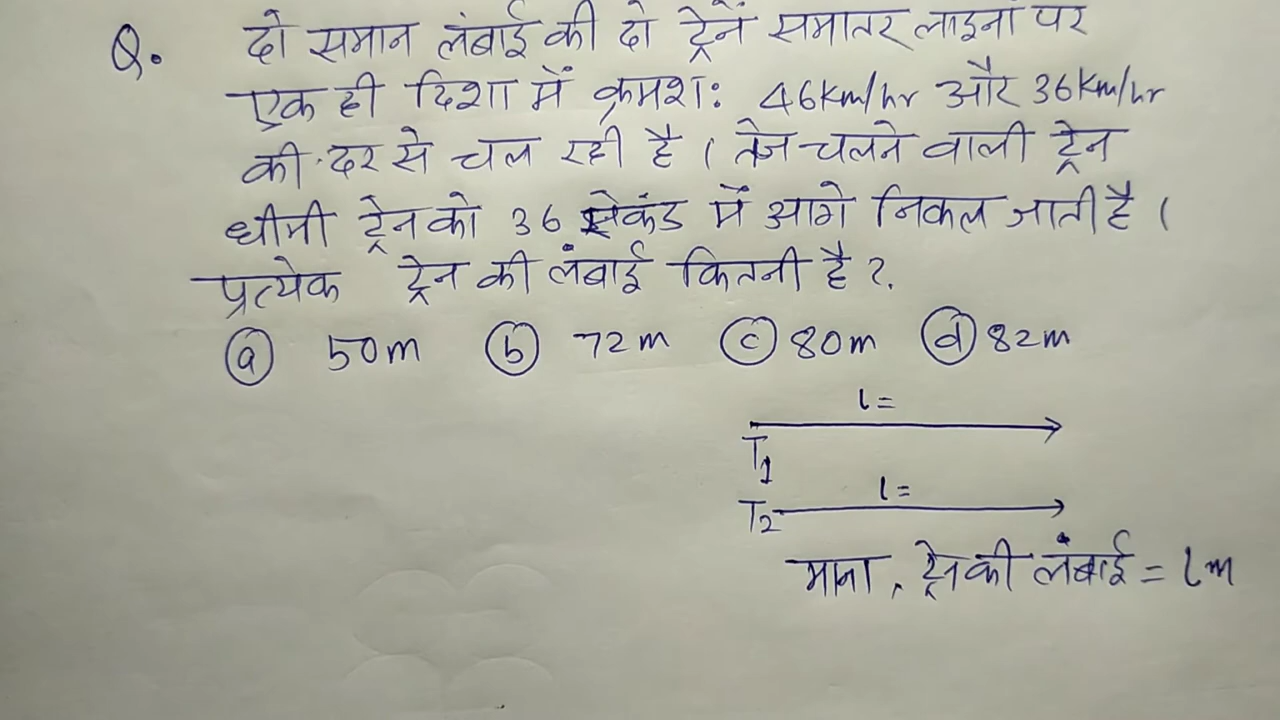 Q. दो समान लंबाई की दो ट्रेनें समातर लाइनों पर
एक ही दिशा में क्रमश: 46km/hr और 36km/hr
की दर से चल रही है । तेज चलने वाली ट्रेन
धीमी ट्रेन को 36 सेकंड में आगे निकल जाती है ।
प्रत्येक ट्रेन की लंबाई कितनी है ?.
(a) 50m (b) 72m (c) 80m (d) 82m
l =
T1
l =
T2
माना, ट्रेन की लंबाई = l m